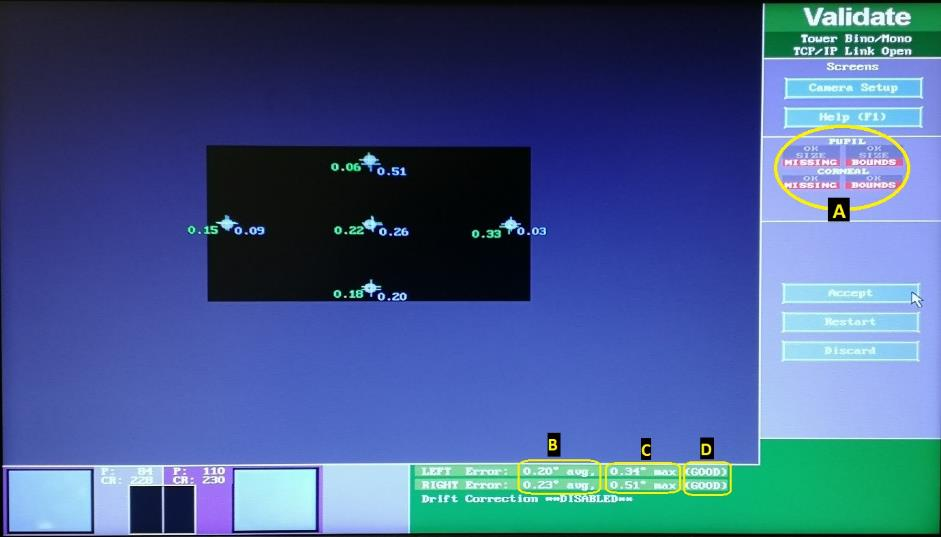 Validate
Tower Bino/Mono
TCP/IP Link Open
Screens
Camera Setup
Help (F1)
PUPIL
OK OK
SIZE SIZE
MISSING BOUNDS
CORNEAL
OK OK
MISSING BOUNDS
A
0.06 0.51
0.15 0.09
0.22 0.26
0.33 0.03
0.18 0.20
Accept
Restart
Discard
B C D
P: 84 P: 110
CR: 228 CR: 230
LEFT Error: 0.20° avg, 0.34° max (GOOD)
RIGHT Error: 0.23° avg, 0.51° max (GOOD)
Drift Correction ==DISABLED==